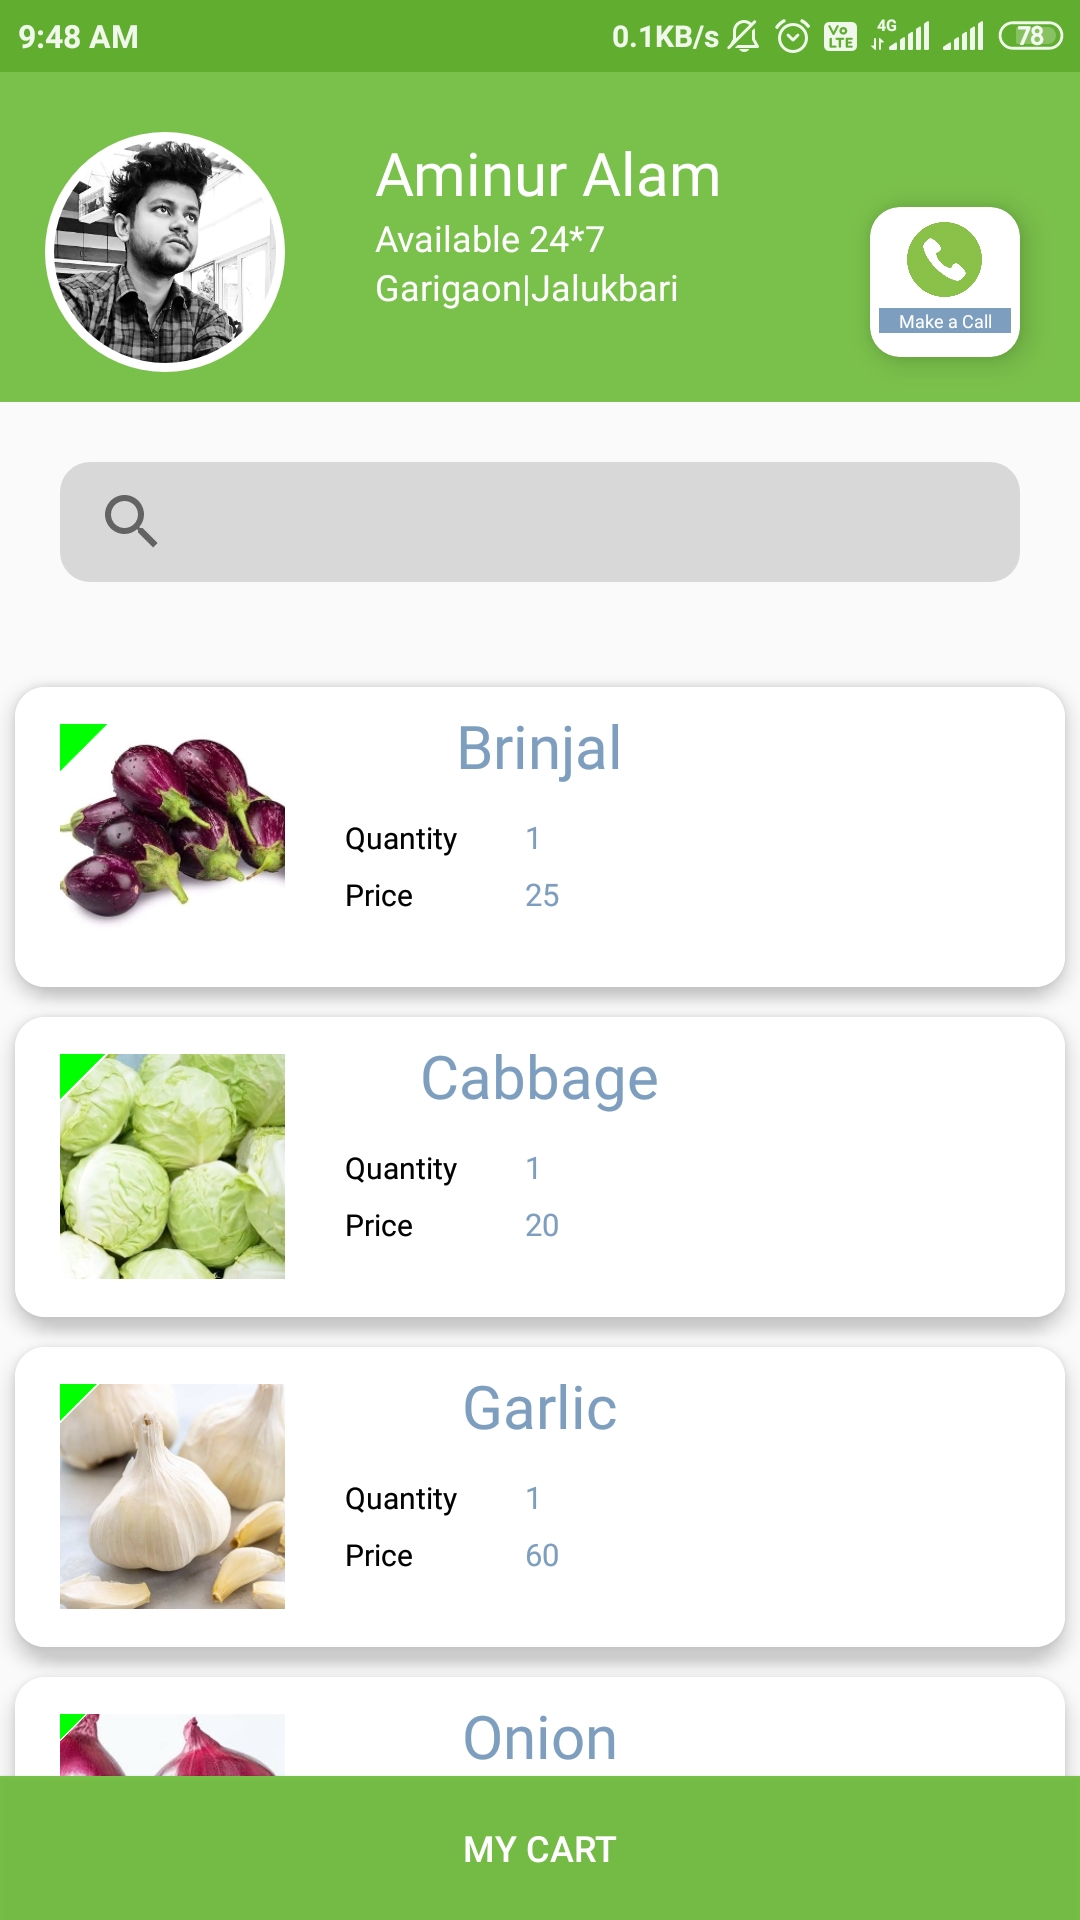 9:48 AM
0.1KB/s
Vo LTE
4G
78
Aminur Alam
Available 24*7
Garigaon|Jalukbari
Make a Call
Brinjal
Quantity 1
Price 25
Cabbage
Quantity 1
Price 20
Garlic
Quantity 1
Price 60
Onion
MY CART